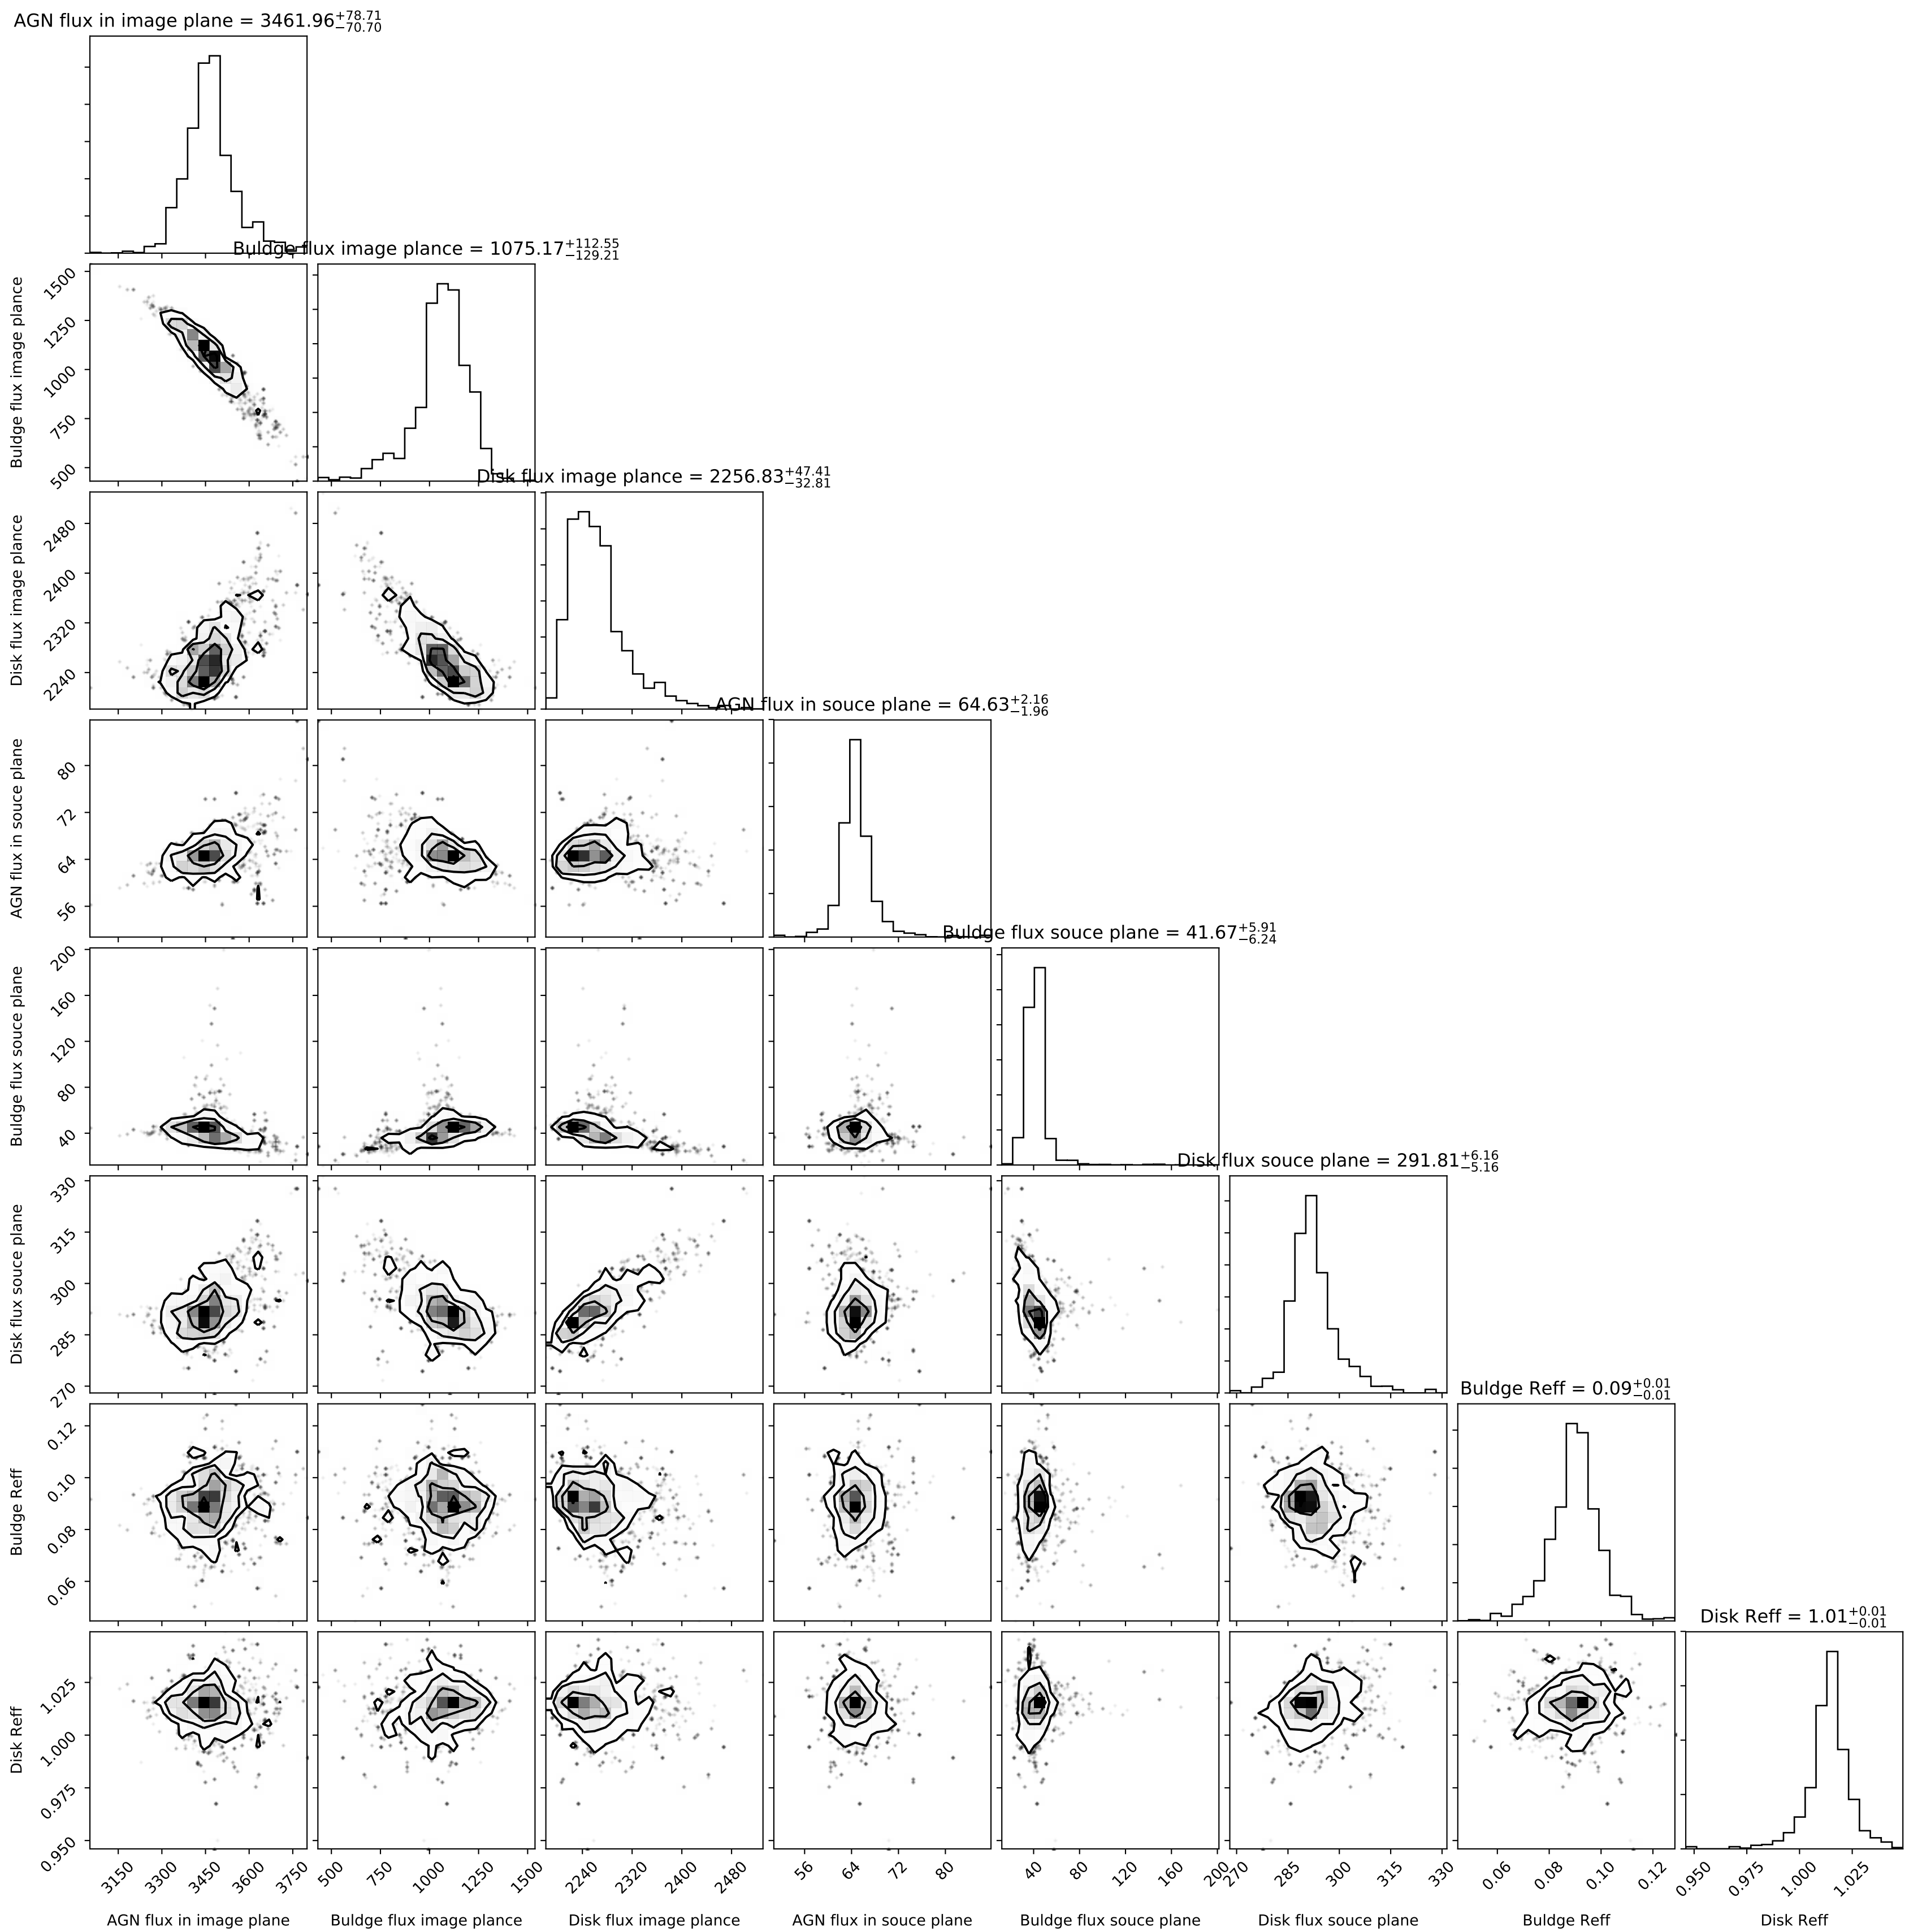 AGN flux in image plane = 3461.96+78.71−70.70
Buldge flux image plance = 1075.17+112.55−129.21
1500
1250
1000
750
500
Buldge flux image plance
Disk flux image plance = 2256.83+47.41−32.81
2480
2400
2320
2240
Disk flux image plance
AGN flux in souce plane = 64.63+2.16−1.96
80
72
64
56
AGN flux in souce plane
Buldge flux souce plane = 41.67+5.91−6.24
200
160
120
80
40
Buldge flux souce plane
Disk flux souce plane = 291.81+6.16−5.16
330
315
300
285
270
Disk flux souce plane
Buldge Reff = 0.09+0.01−0.01
0.12
0.10
0.08
0.06
Buldge Reff
Disk Reff = 1.01+0.01−0.01
1.025
1.000
0.975
0.950
Disk Reff
3150 3300 3450 3600 3750 500 750 1000 1250 1500 2240 2320 2400 2480 56 64 72 80 40 80 120 160 200 270 285 300 315 330 0.06 0.08 0.10 0.12 0.950 0.975 1.000 1.025
AGN flux in image plane Buldge flux image plance Disk flux image plance AGN flux in souce plane Buldge flux souce plane Disk flux souce plane Buldge Reff Disk Reff